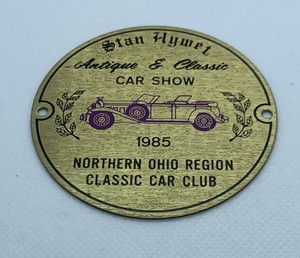 Stan Hywet
Antique & Classic
CAR SHOW
1985
NORTHERN OHIO REGION
CLASSIC CAR CLUB